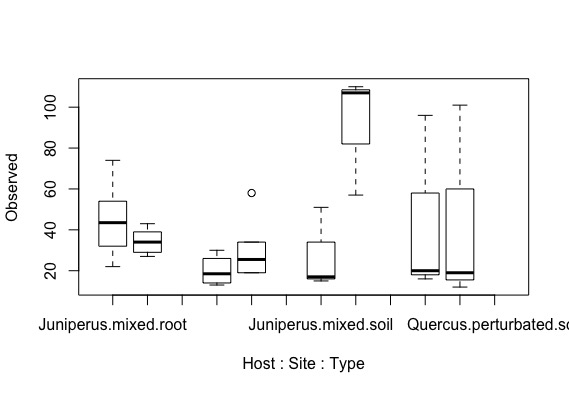 Observed
100
80
60
40
20
Juniperus.mixed.root Juniperus.mixed.soil Quercus.perturbated.so
Host : Site : Type